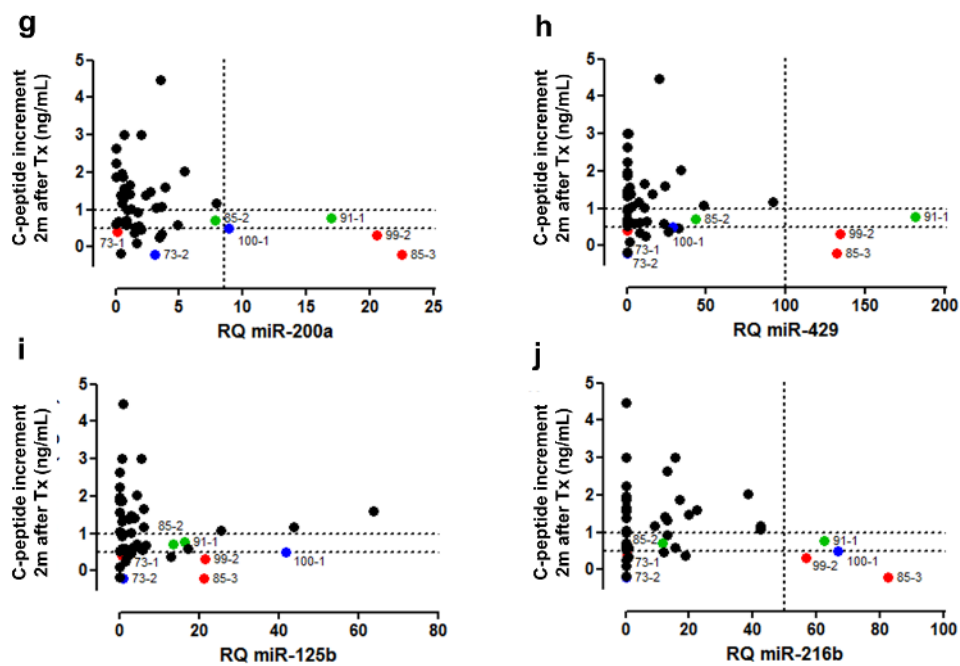 g
C-peptide increment
2m after Tx (ng/mL)
5
4
3
2
1
0
85-2
91-1
100-1
99-2
73-1
73-2
85-3
0 5 10 15 20 25
RQ miR-200a
h
C-peptide increment
2m after Tx (ng/mL)
5
4
3
2
1
0
85-2
91-1
100-1
99-2
73-1
73-2
85-3
0 50 100 150 200
RQ miR-429
i
C-peptide increment
2m after Tx (ng/mL)
5
4
3
2
1
0
85-2
91-1
73-1
99-2
100-1
73-2
85-3
0 20 40 60 80
RQ miR-125b
j
C-peptide increment
2m after Tx (ng/mL)
5
4
3
2
1
0
85-2
91-1
73-1
99-2
100-1
73-2
85-3
0 20 40 60 80 100
RQ miR-216b